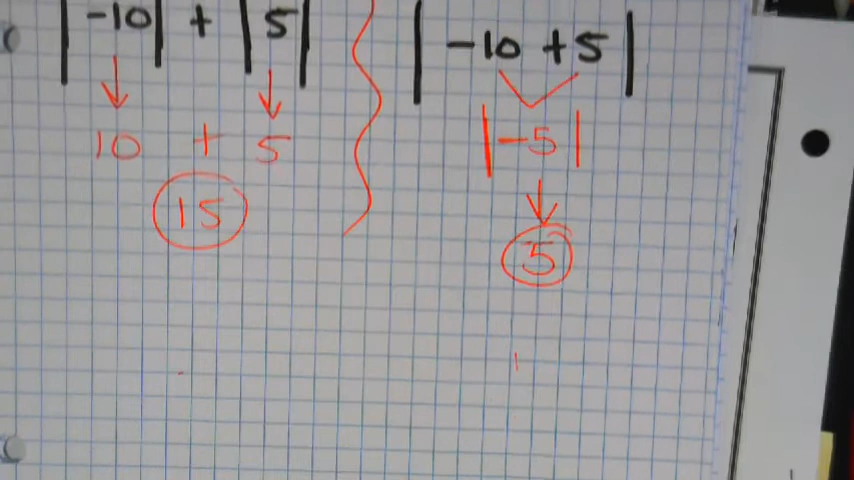 |-10| + |5|
10 + 5
15
|-10 + 5|
|-5|
5